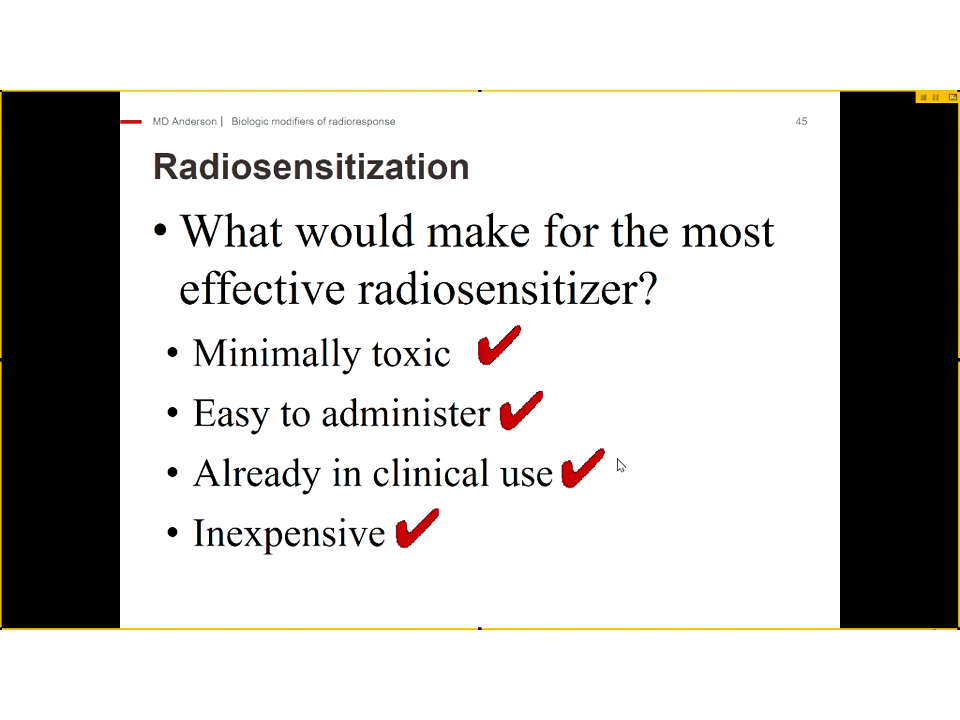 MD Anderson | Biologic modifiers of radioresponse 45
Radiosensitization
• What would make for the most
effective radiosensitizer?
• Minimally toxic
• Easy to administer
• Already in clinical use
• Inexpensive